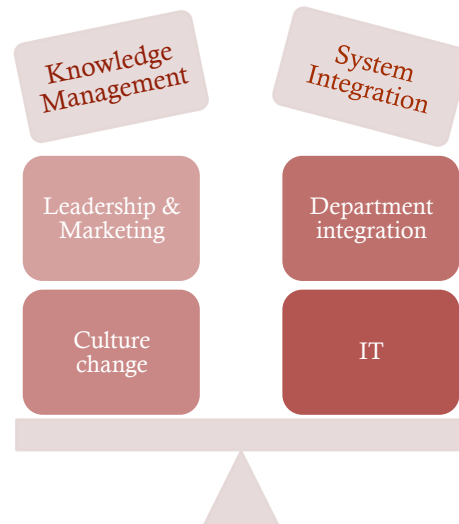 Knowledge
Management
System
Integration
Leadership &
Marketing
Department
integration
Culture
change
IT